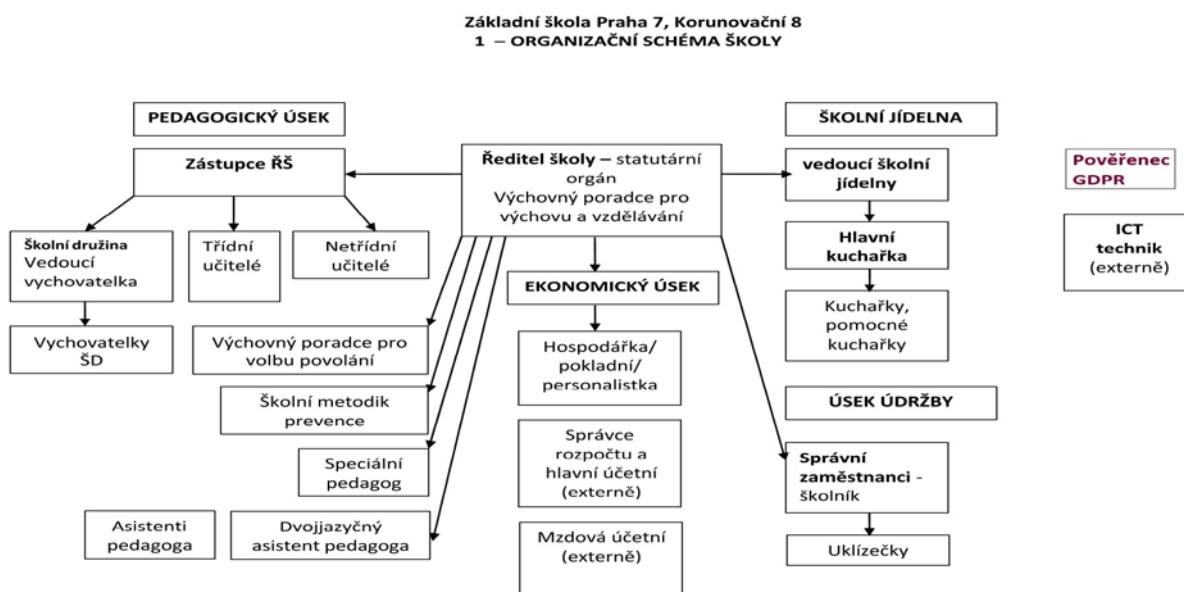 Základní škola Praha 7, Korunovační 8
1 – ORGANIZAČNÍ SCHÉMA ŠKOLY
PEDAGOGICKÝ ÚSEK
ŠKOLNÍ JÍDELNA
Zástupce ŘŠ
Ředitel školy – statutární
orgán
Výchovný poradce pro
výchovu a vzdělávání
vedoucí školní
jídelny
Pověřenec
GDPR
Školní družina
Vedoucí
vychovatelka
Třídní
učitelé
Netřídní
učitelé
Hlavní
kuchařka
ICT
technik
(externě)
EKONOMICKÝ ÚSEK
Vychovatelky
ŠD
Výchovný poradce pro
volbu povolání
Kuchařky,
pomocné
kuchařky
Hospodářka/
pokladní/
personalistka
Školní metodik
prevence
ÚSEK ÚDRŽBY
Speciální
pedagog
Správce
rozpočtu a
hlavní účetní
(externě)
Správní
zaměstnanci -
školník
Asistenti
pedagoga
Dvojjazyčný
asistent pedagoga
Mzdová účetní
(externě)
Uklízečky